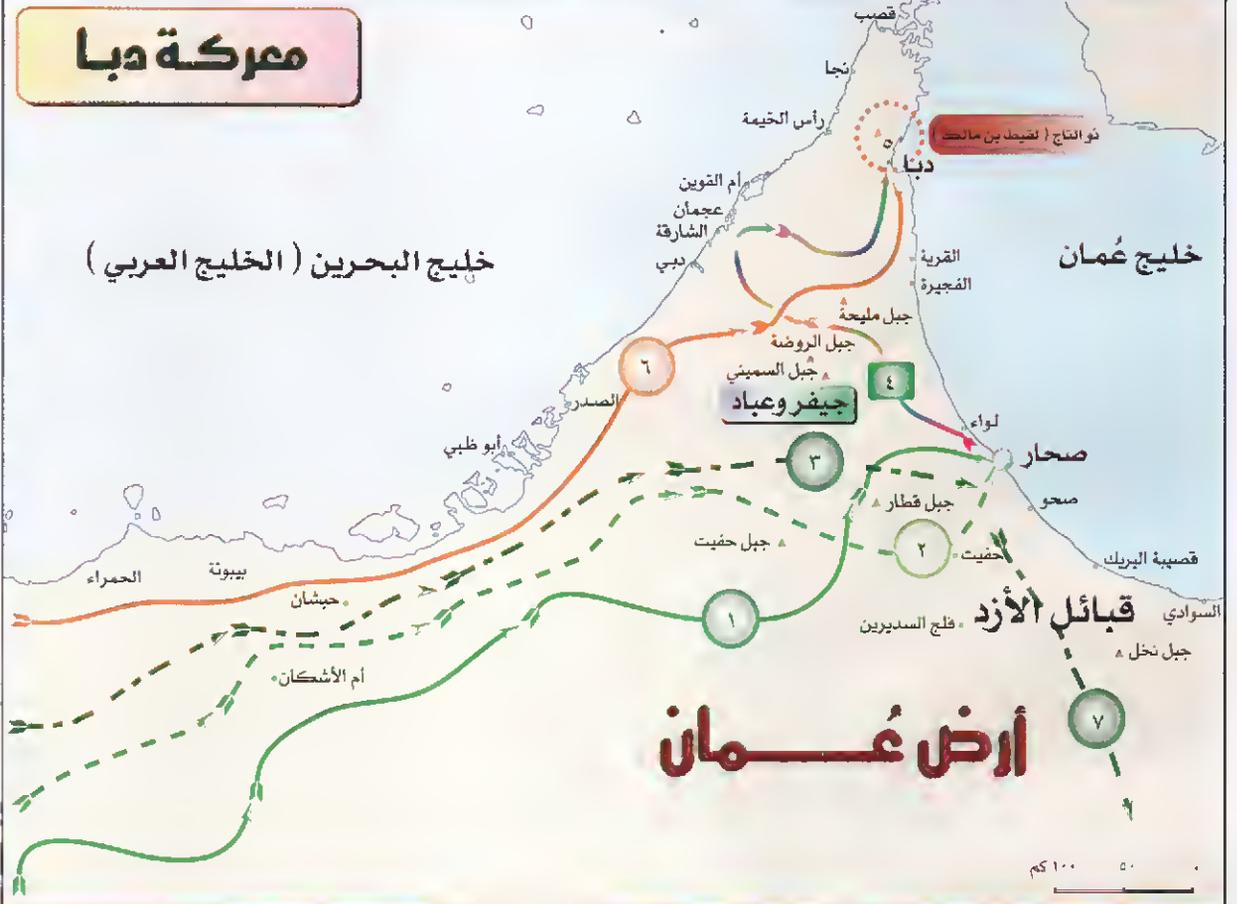 معركة دبا
قصب
نجا
رأس الخيمة
ذو التاج ( لقيط بن مالك )
٥
دبا
أم القوين
عجمان
الشارقة
دبي
خليج البحرين ( الخليج العربي )
خليج عُمان
القرية
الفجيرة
جبل مليحة
جبل الروضة
جبل السميني
٦
٤
جيفر وعباد
الصدر
لواء
أبو ظبي
صحار
٣
صحو
جبل قطار
جبل حفيت
٢
حفيت
قصبية البريك
بيبوتة
الحمراء
حبشان
قبائل الأزد
السوادي
١
فلج السديرين
جبل نخل
أم الأشكان
٧
أرض عُمان
٠ ٥٠ ١٠٠ كم